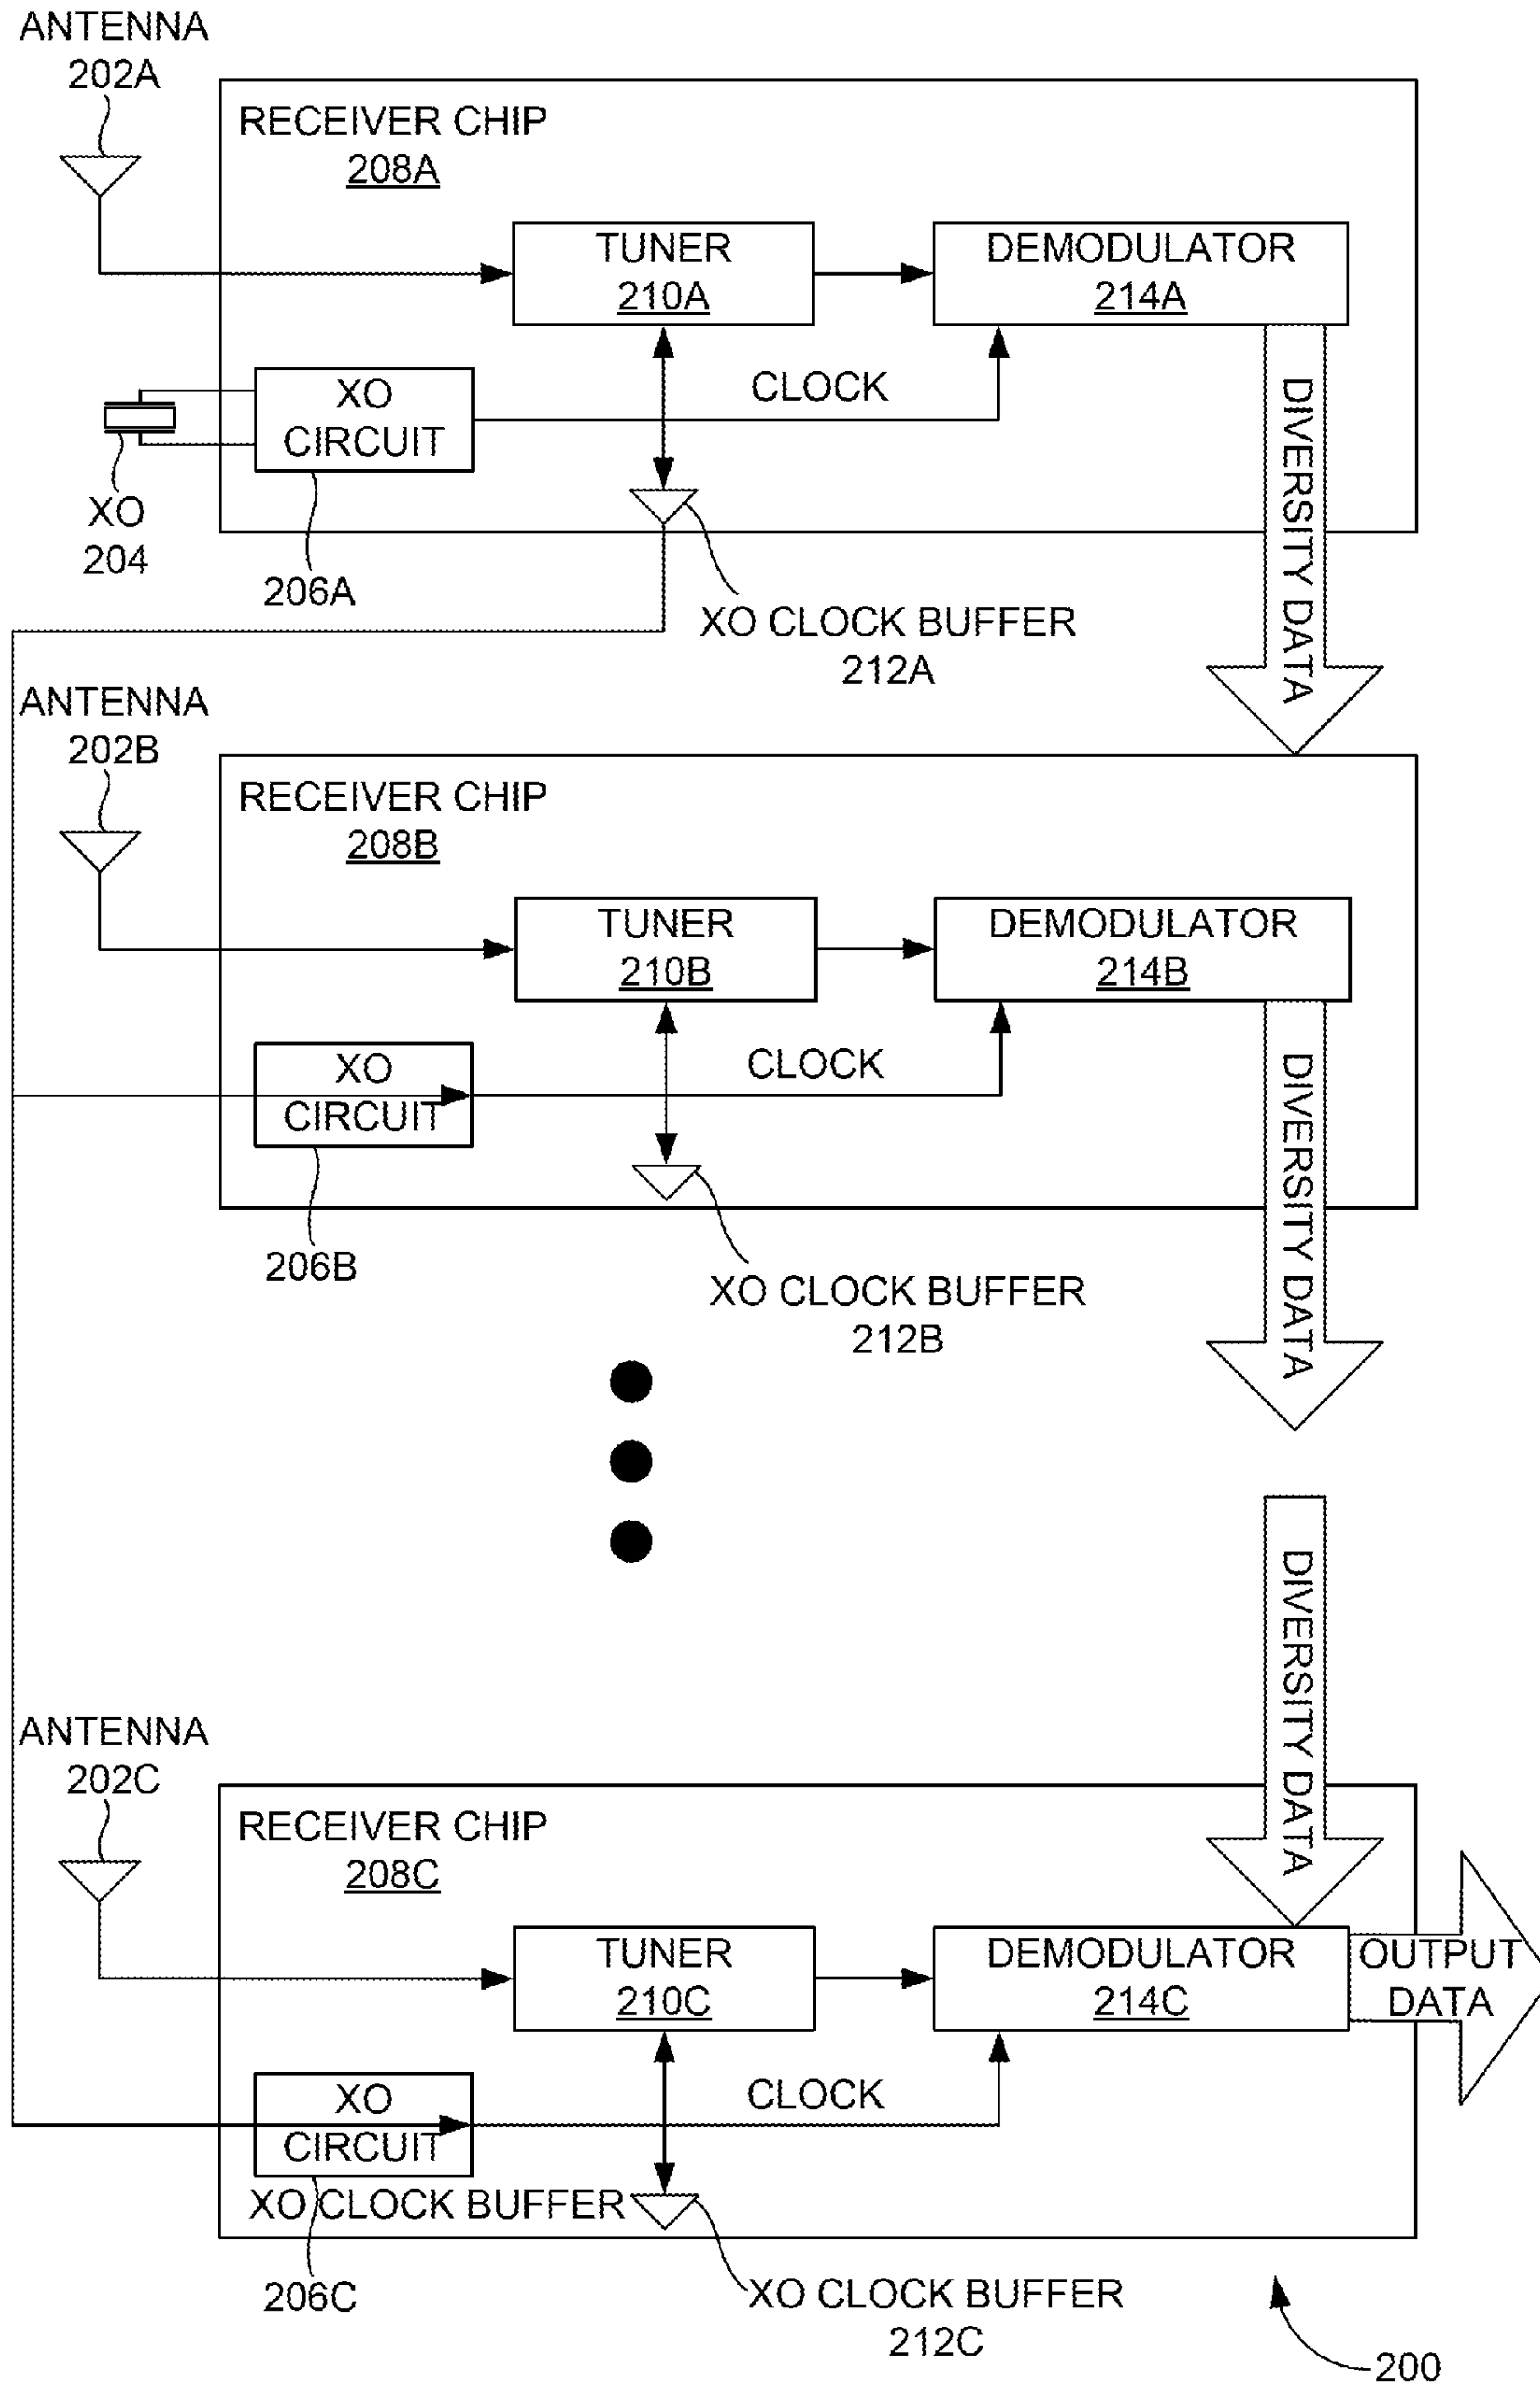 ANTENNA
202A
RECEIVER CHIP
208A
TUNER
210A
DEMODULATOR
214A
XO
CIRCUIT
CLOCK
XO
204
206A
XO CLOCK BUFFER
212A
DIVERSITY DATA
ANTENNA
202B
RECEIVER CHIP
208B
TUNER
210B
DEMODULATOR
214B
XO
CIRCUIT
CLOCK
206B
XO CLOCK BUFFER
212B
DIVERSITY DATA
DIVERSITY DATA
ANTENNA
202C
RECEIVER CHIP
208C
TUNER
210C
DEMODULATOR
214C
OUTPUT
DATA
XO
CIRCUIT
CLOCK
XO CLOCK BUFFER
206C
XO CLOCK BUFFER
212C
200